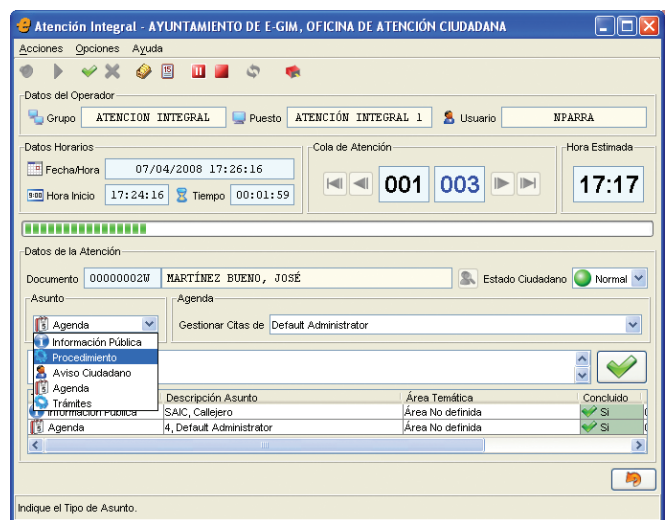 Atención Integral - AYUNTAMIENTO DE E-GIM, OFICINA DE ATENCIÓN CIUDADANA
Acciones Opciones Ayuda
15
Datos del Operador
Grupo ATENCION INTEGRAL Puesto ATENCIÓN INTEGRAL 1 Usuario NPARRA
Datos Horarios Cola de Atención Hora Estimada
Fecha/Hora 07/04/2008 17:26:16
001 003 17:17
9:00 Hora Inicio 17:24:16 Tiempo 00:01:59
Datos de la Atención
Documento 00000002W MARTÍNEZ BUENO, JOSÉ Estado Ciudadano Normal
Asunto Agenda
Agenda Gestionar Citas de Default Administrator
Información Pública
Procedimiento
Aviso Ciudadano
Agenda
Trámites
Descripción Asunto Área Temática Concluido
Información Pública SAIC, Callejero Área No definida Si
Agenda 4, Default Administrator Área No definida Si
Indique el Tipo de Asunto.